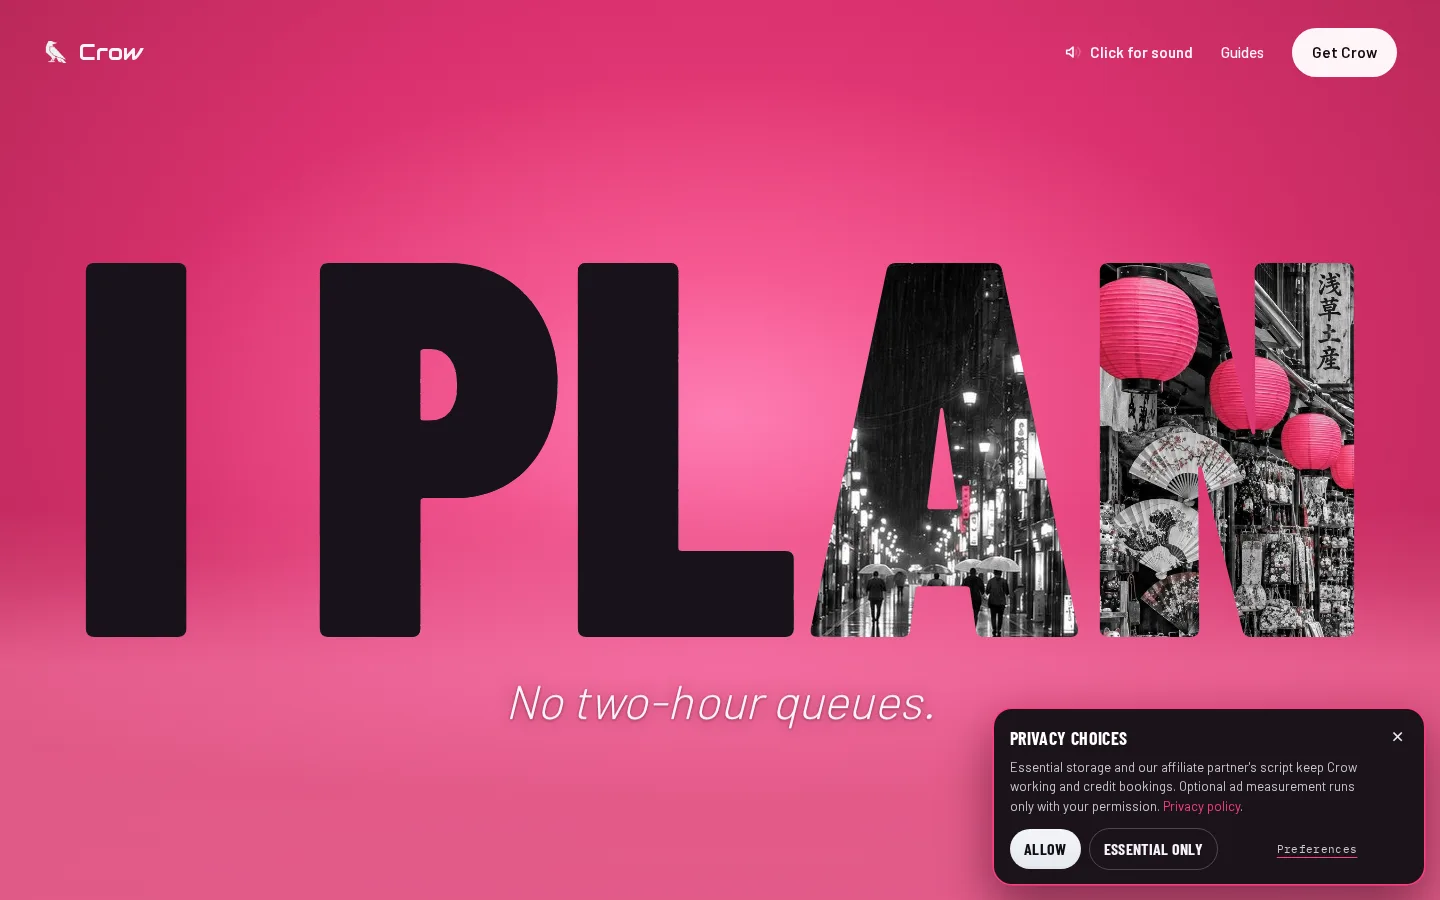 Crow
Click for sound
Guides
Get Crow
I PLAN
浅草土産
No two-hour queues.
PRIVACY CHOICES
Essential storage and our affiliate partner's script keep Crow
working and credit bookings. Optional ad measurement runs
only with your permission. Privacy policy.
ALLOW
ESSENTIAL ONLY
Preferences